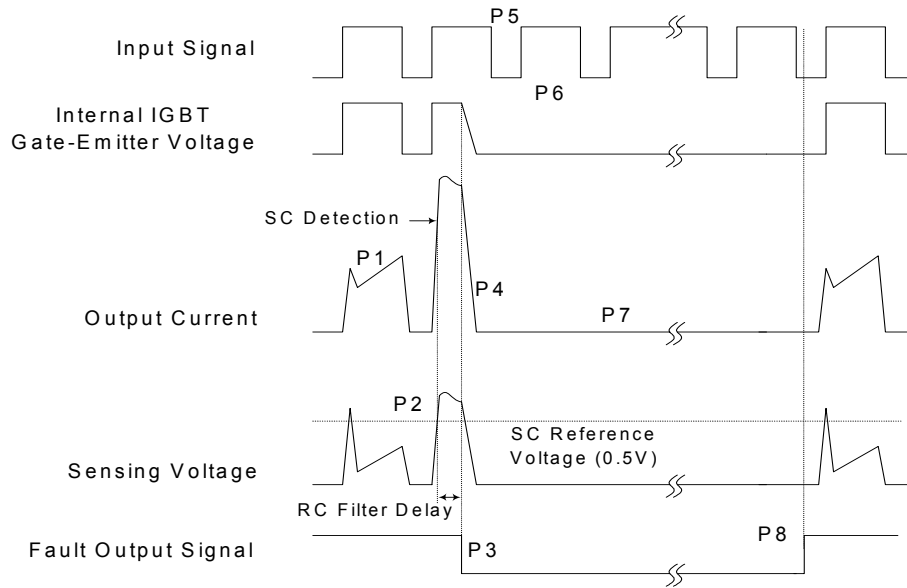 P5
Input Signal
P6
Internal IGBT
Gate-Emitter Voltage
SC Detection
P1
P4
P7
Output Current
P2
SC Reference
Voltage (0.5V)
Sensing Voltage
RC Filter Delay
P3
P8
Fault Output Signal